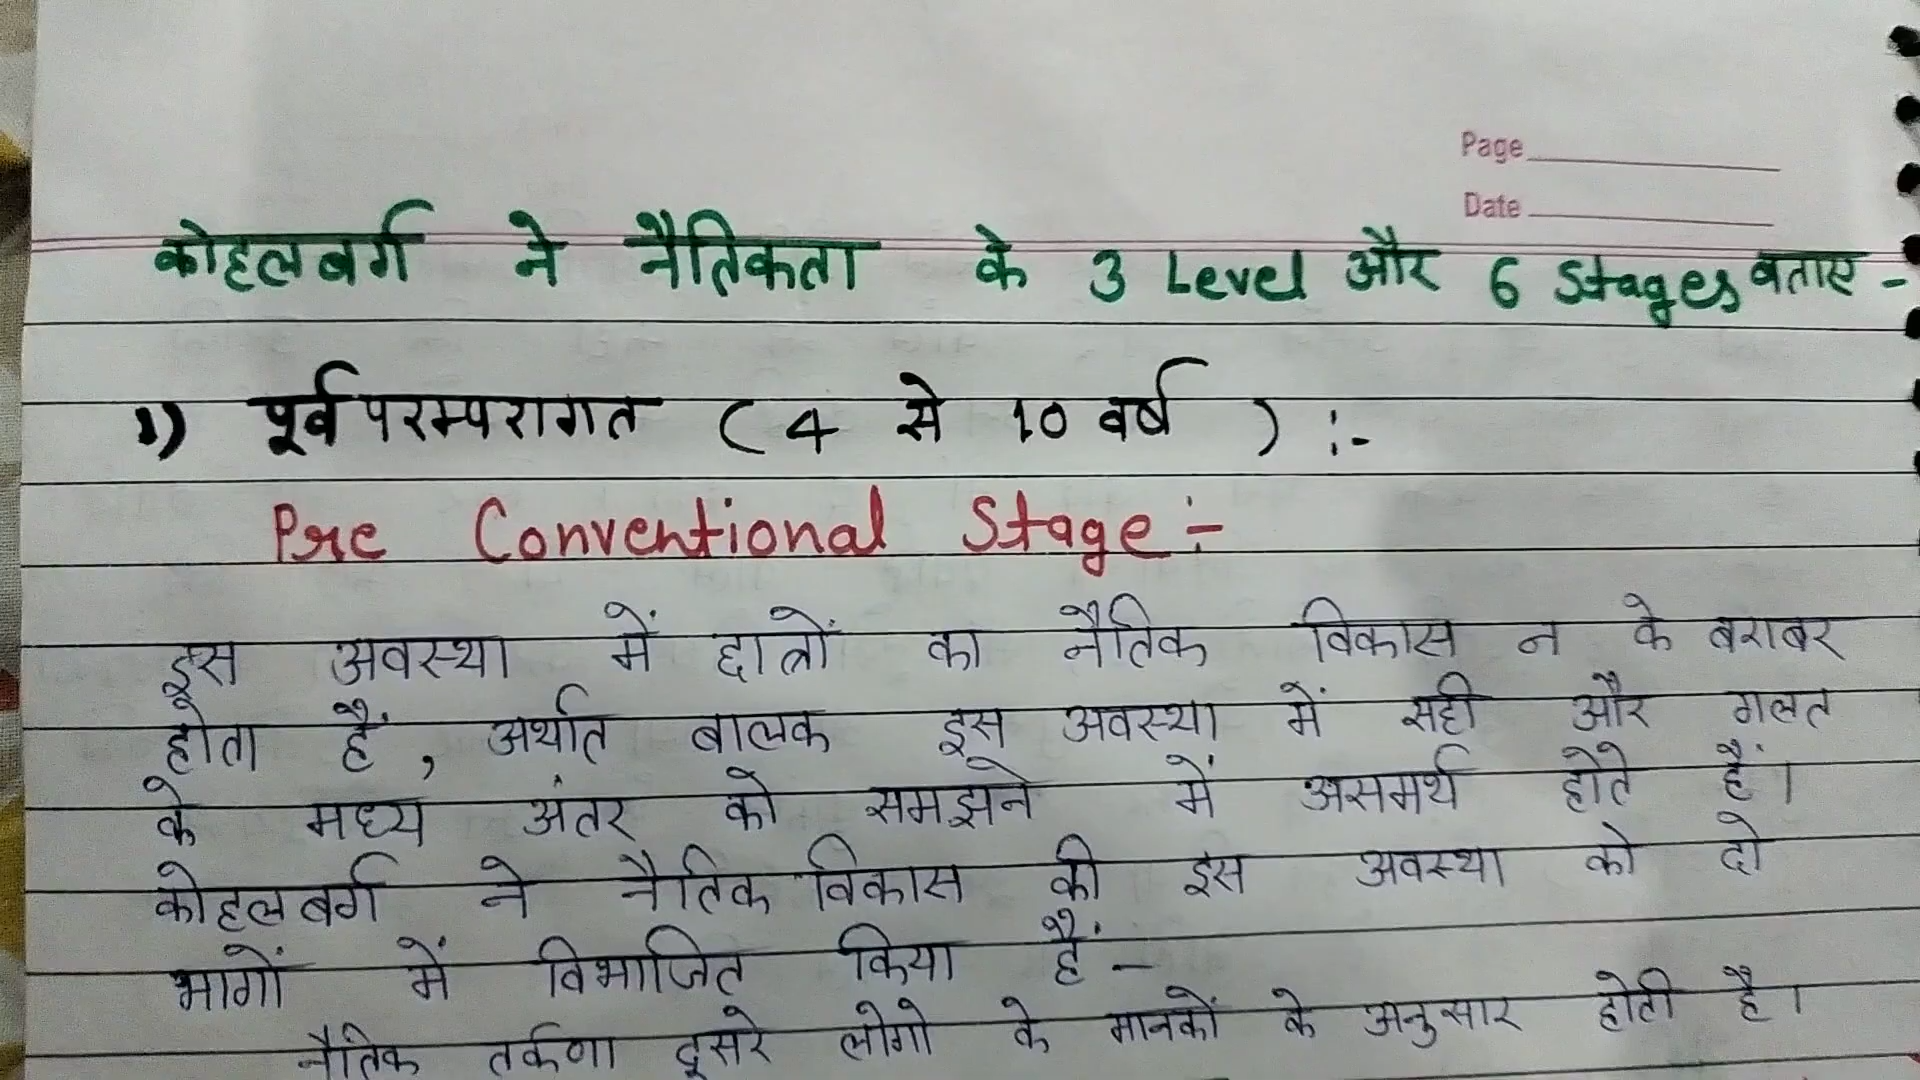 Page
Date
कोहलबर्ग ने नैतिकता के 3 Level और 6 Stages बताए -
1) पूर्व परम्परागत (4 से 10 वर्ष ) :-
Pre Conventional Stage :-
इस अवस्था में छात्रों का नैतिक विकास न के बराबर
होता है, अर्थात बालक इस अवस्था में सही और गलत
के मध्य अंतर को समझने में असमर्थ होते हैं।
कोहलबर्ग ने नैतिक विकास की इस अवस्था को दो
भागों में विभाजित किया है -
नैतिक तर्कणा दूसरे लोगो के मानकों के अनुसार होती है।